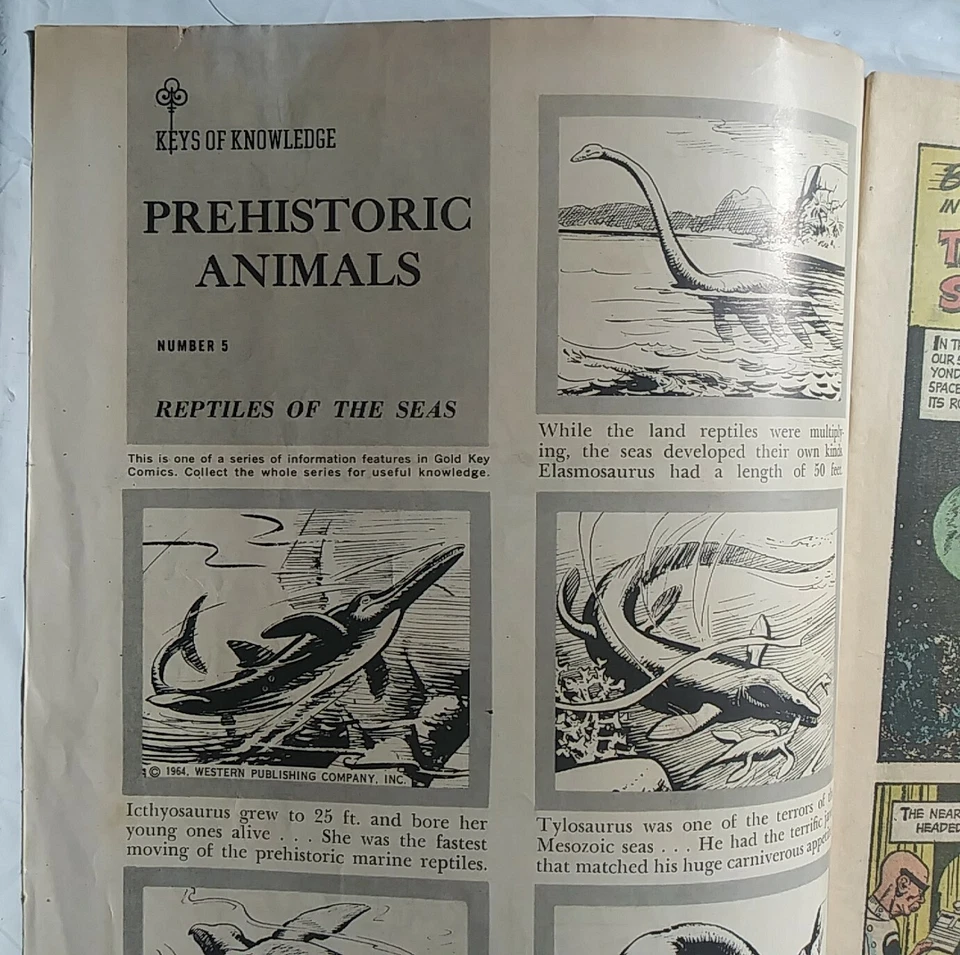 KEYS OF KNOWLEDGE
PREHISTORIC
ANIMALS
NUMBER 5
REPTILES OF THE SEAS
This is one of a series of information features in Gold Key
Comics. Collect the whole series for useful knowledge.
While the land reptiles were multiply-
ing, the seas developed their own kinds
Elasmosaurus had a length of 50 feet.
© 1964, WESTERN PUBLISHING COMPANY, INC.
Icthyosaurus grew to 25 ft. and bore her
young ones alive . . . She was the fastest
moving of the prehistoric marine reptiles.
Tylosaurus was one of the terrors of
Mesozoic seas . . . He had the terrific
that matched his huge carniverous
IN
IN
OUR
SPACE
ITS
THE NEAR
HEADED